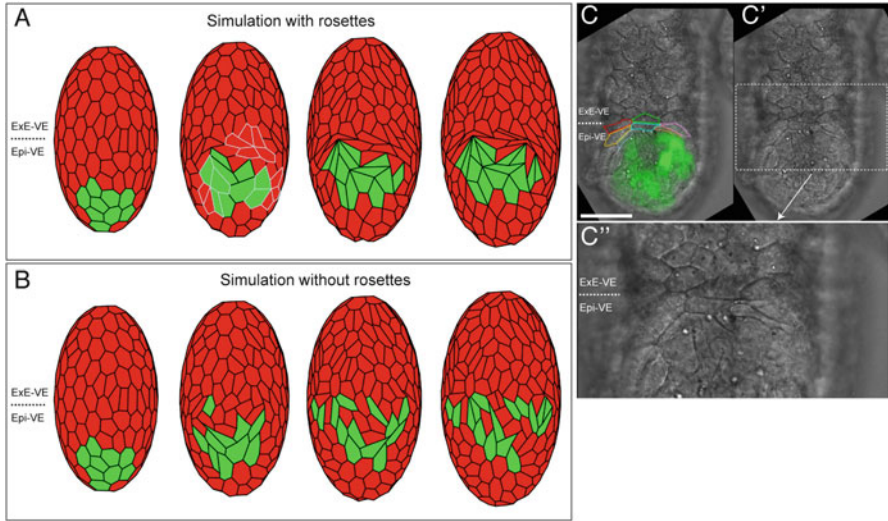 A
Simulation with rosettes
ExE-VE
Epi-VE
B
Simulation without rosettes
ExE-VE
Epi-VE
C
C'
ExE-VE
Epi-VE
C''
ExE-VE
Epi-VE